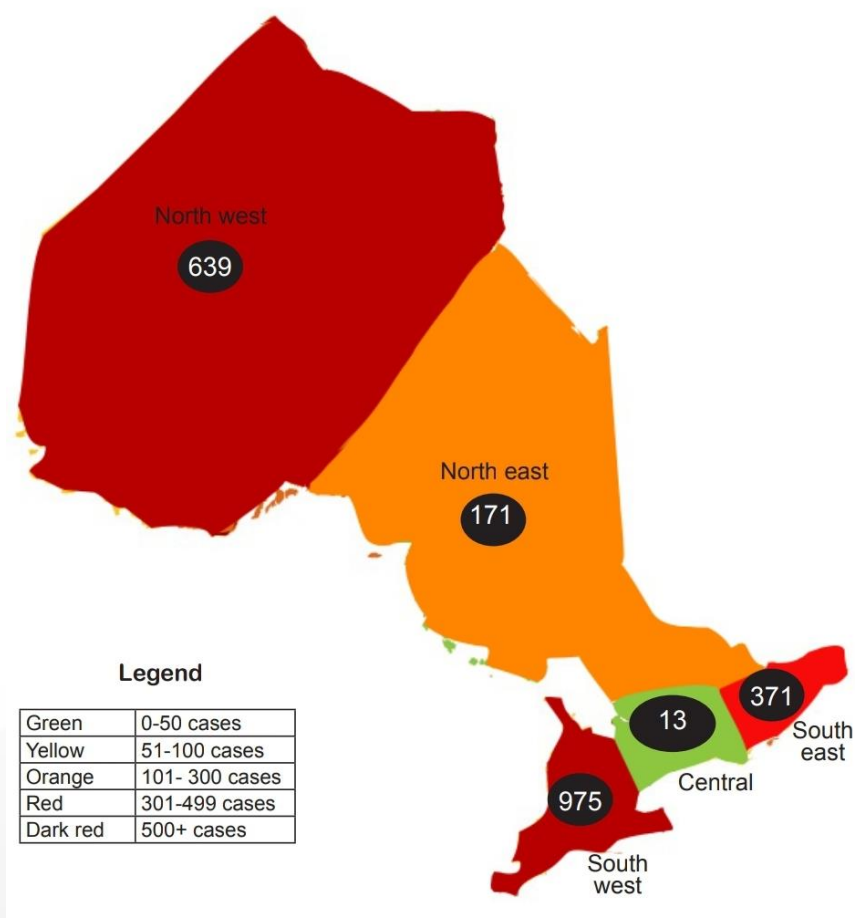 North west
639
North east
171
371
South
east
13
Central
975
South
west
Legend
Green 0-50 cases
Yellow 51-100 cases
Orange 101- 300 cases
Red 301-499 cases
Dark red 500+ cases